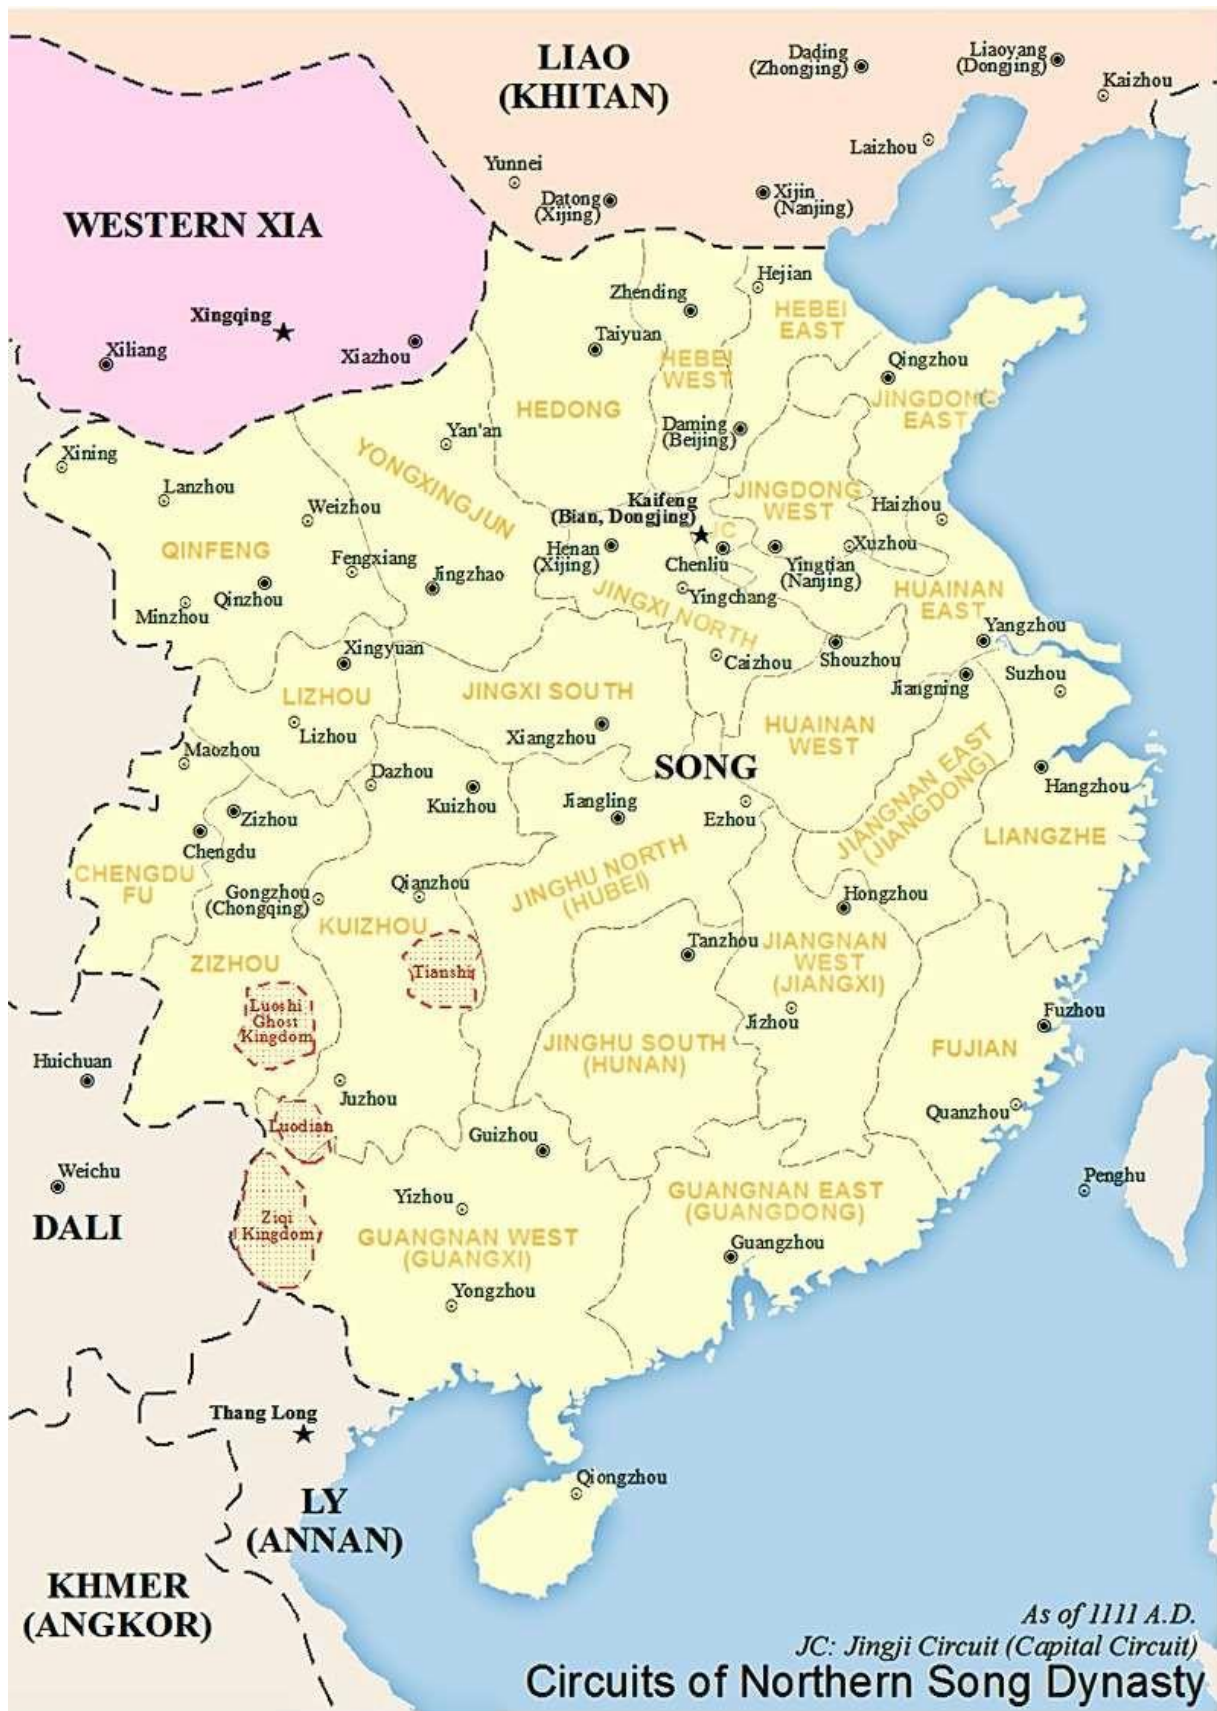 LIAO
(KHITAN)
Dading
(Zhongjing)
Liaoyang
(Dongjing)
Kaizhou
Laizhou
Yunnei
Datong
(Xijing)
Xijin
(Nanjing)
WESTERN XIA
Xingqing
Xiliang
Xiazhou
Hejian
Zhending
HEBEI
EAST
Taiyuan
HEBEI
WEST
Qingzhou
JINGDONG
EAST
HEDONG
Daming
(Beijing)
Yan'an
YONGXINGJUN
Xining
Lanzhou
Weizhou
Kaifeng
(Bian, Dongjing)
JC
JINGDONG
WEST
Haizhou
QINFENG
Fengxiang
Henan
(Xijing)
Chenliu
Yingtian
(Nanjing)
Xuzhou
Jingzhao
Qinzhou
Minzhou
Yingchang
JINGXI NORTH
HUAINAN
EAST
Yangzhou
Xingyuan
Caizhou
Shouzhou
Jiangning
Suzhou
LIZHOU
JINGXI SOUTH
Lizhou
Xiangzhou
HUAINAN
WEST
Maozhou
SONG
JIANGNAN EAST
(JIANGDONG)
Dazhou
Kuizhou
Jiangling
Ezhou
Hangzhou
Zizhou
Chengdu
LIANGZHE
CHENGDU
FU
Gongzhou
(Chongqing)
Qianzhou
JINGHU NORTH
(HUBEI)
Hongzhou
KUIZHOU
Tanzhou
JIANGNAN
WEST
(JIANGXI)
ZIZHOU
Tianshi
Luoshi
Ghost
Kingdom
Jizhou
Fuzhou
JINGHU SOUTH
(HUNAN)
FUJIAN
Huichuan
Juzhou
Quanzhou
Luodian
Guizhou
Weichu
Penghu
DALI
Yizhou
GUANGNAN EAST
(GUANGDONG)
Ziqi
Kingdom
GUANGNAN WEST
(GUANGXI)
Guangzhou
Yongzhou
Thang Long
Qiongzhou
LY
(ANNAN)
KHMER
(ANGKOR)
As of 1111 A.D.
JC: Jingji Circuit (Capital Circuit)
Circuits of Northern Song Dynasty